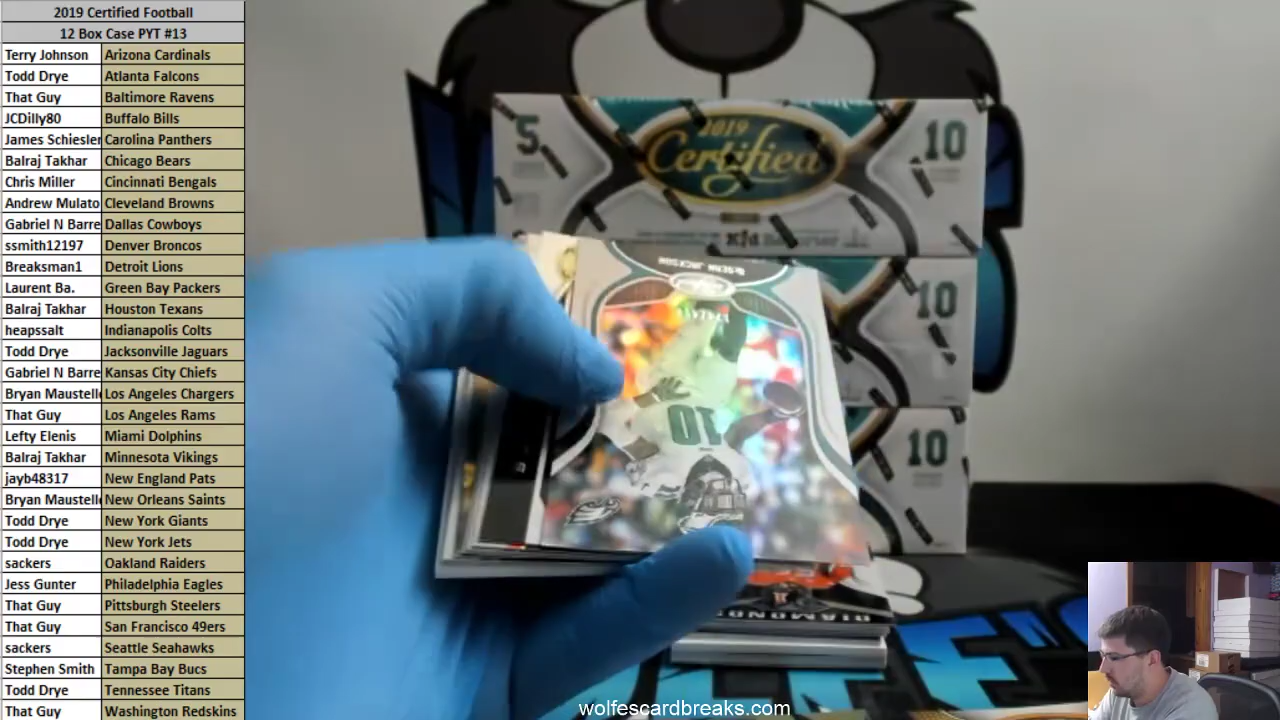 2019 Certified Football
12 Box Case PYT #13
Terry Johnson Arizona Cardinals
Todd Drye Atlanta Falcons
That Guy Baltimore Ravens
JCDilly80 Buffalo Bills
James Schiesler Carolina Panthers
Balraj Takhar Chicago Bears
Chris Miller Cincinnati Bengals
Andrew Mulato Cleveland Browns
Gabriel N Barre Dallas Cowboys
ssmith12197 Denver Broncos
Breaksman1 Detroit Lions
Laurent Ba. Green Bay Packers
Balraj Takhar Houston Texans
heapssalt Indianapolis Colts
Todd Drye Jacksonville Jaguars
Gabriel N Barre Kansas City Chiefs
Bryan Maustelle Los Angeles Chargers
That Guy Los Angeles Rams
Lefty Elenis Miami Dolphins
Balraj Takhar Minnesota Vikings
jayb48317 New England Pats
Bryan Maustelle New Orleans Saints
Todd Drye New York Giants
Todd Drye New York Jets
sackers Oakland Raiders
Jess Gunter Philadelphia Eagles
That Guy Pittsburgh Steelers
That Guy San Francisco 49ers
sackers Seattle Seahawks
Stephen Smith Tampa Bay Bucs
Todd Drye Tennessee Titans
That Guy Washington Redskins
5
2019
Certified
10
10
10
DeSEAN JACKSON
10
DIAMOND
EFF'S
wolfescardbreaks.com